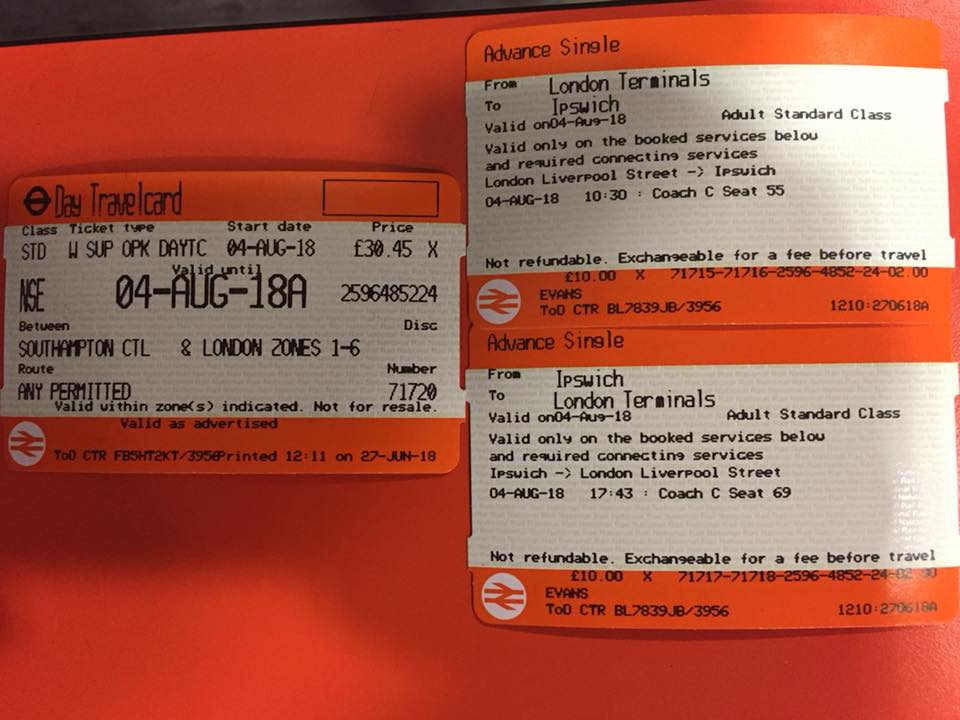 Day Travelcard
Class Ticket type Start date Price
STD W SUP OPK DAYTC 04-AUG-18 £30.45 X
Valid until
NSE 04-AUG-18A 2596485224
Between Disc
SOUTHAMPTON CTL & LONDON ZONES 1-6
Route Number
ANY PERMITTED 71720
Valid within zone(s) indicated. Not for resale.
Valid as advertised
ToD CTR FB5HT2KT/3956Printed 12:11 on 27-JUN-18
Advance Single
From London Terminals
To Ipswich
Valid on04-Aug-18 Adult Standard Class
Valid only on the booked services below
and required connecting services
London Liverpool Street -> Ipswich
04-AUG-18 10:30 : Coach C Seat 55
Not refundable. Exchangeable for a fee before travel
£10.00 X 71715-71716-2596-4852-24-02.00
EVANS
ToD CTR BL7839JB/3956 1210:270618A
Advance Single
From Ipswich
To London Terminals
Valid on04-Aug-18 Adult Standard Class
Valid only on the booked services below
and required connecting services
Ipswich -> London Liverpool Street
04-AUG-18 17:43 : Coach C Seat 69
Not refundable. Exchangeable for a fee before travel
£10.00 X 71717-71718-2596-4852-24-02.00
EVANS
ToD CTR BL7839JB/3956 1210:270618A